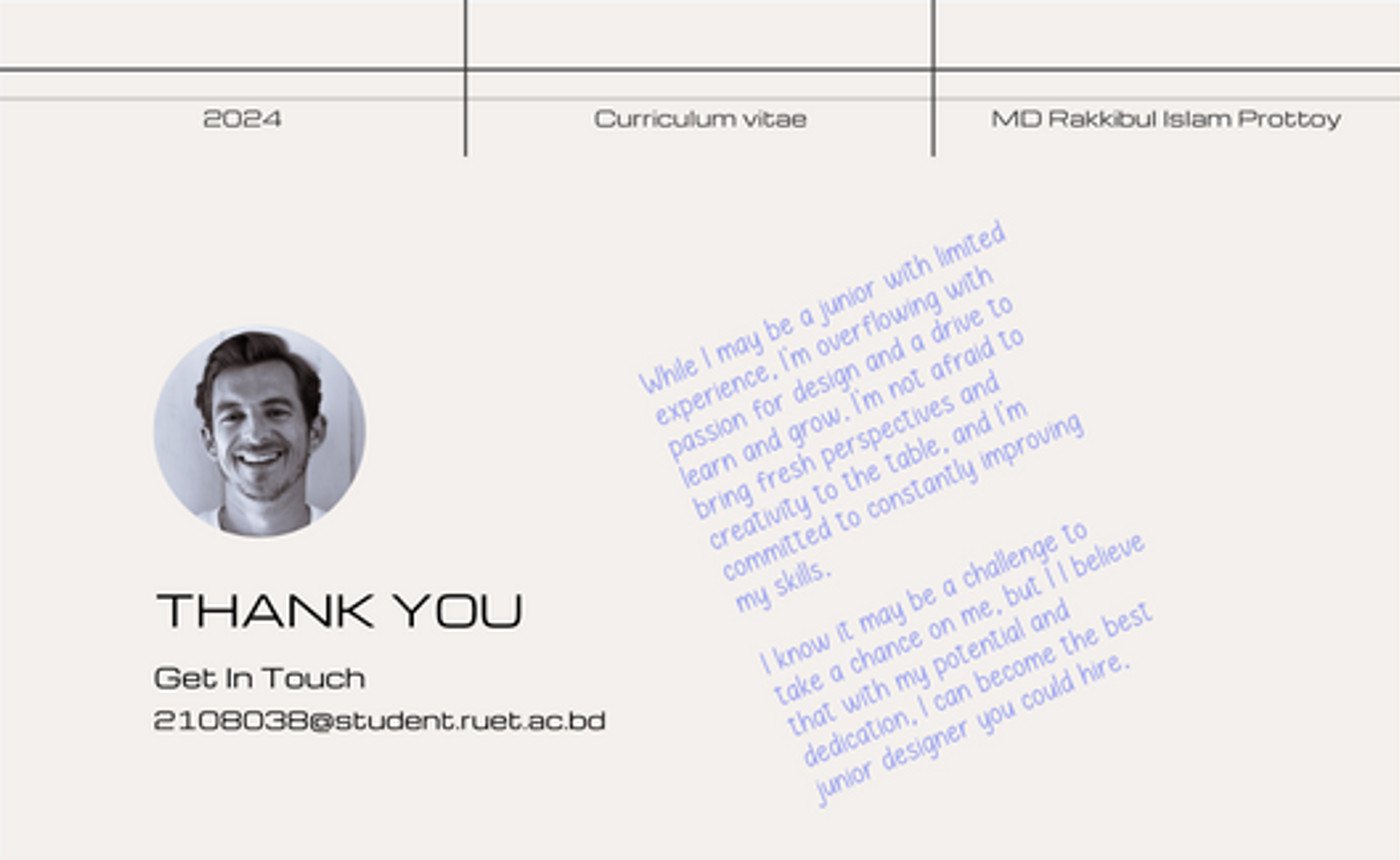 2024
Curriculum vitae
MD Rakkibul Islam Prottoy
While I may be a junior with limited
experience, I'm overflowing with
passion for design and a drive to
learn and grow. I'm not afraid to
bring fresh perspectives and
creativity to the table, and I'm
committed to constantly improving
my skills.
I know it may be a challenge to
take a chance on me, but I I believe
that with my potential and
dedication, I can become the best
junior designer you could hire.
THANK YOU
Get In Touch
2108038@student.ruet.ac.bd